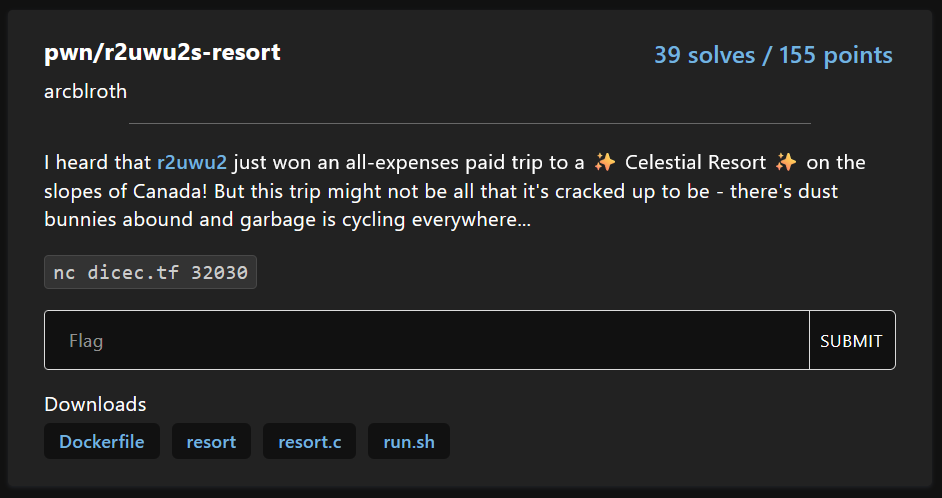 pwn/r2uwu2s-resort
39 solves / 155 points
arcblroth
I heard that r2uwu2 just won an all-expenses paid trip to a ✨ Celestial Resort ✨ on the
slopes of Canada! But this trip might not be all that it's cracked up to be - there's dust
bunnies abound and garbage is cycling everywhere...
nc dicec.tf 32030
Flag
SUBMIT
Downloads
Dockerfile
resort
resort.c
run.sh